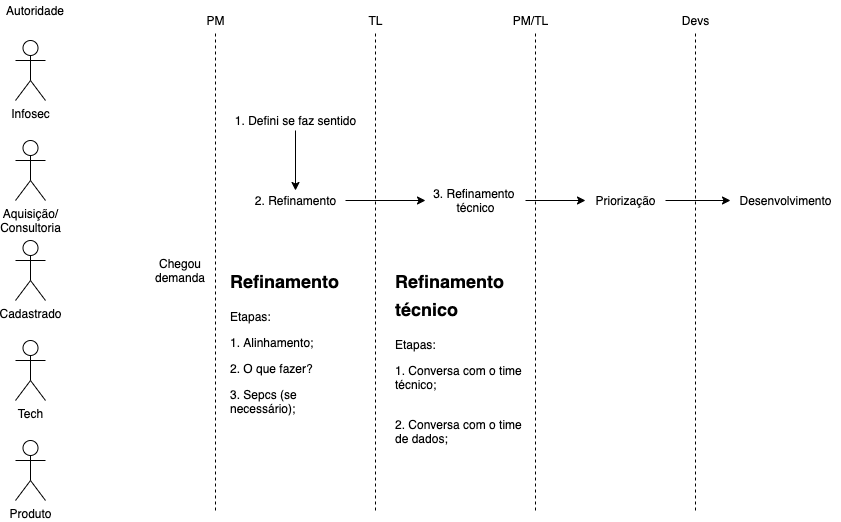 Autoridade
PM
TL
PM/TL
Devs
Infosec
1. Defini se faz sentido
Aquisição/
Consultoria
2. Refinamento
3. Refinamento
técnico
Priorização
Desenvolvimento
Cadastrado
Chegou
demanda
Refinamento
Etapas:
1. Alinhamento;
2. O que fazer?
3. Sepcs (se
necessário);
Refinamento
técnico
Etapas:
1. Conversa com o time
técnico;
2. Conversa com o time
de dados;
Tech
Produto